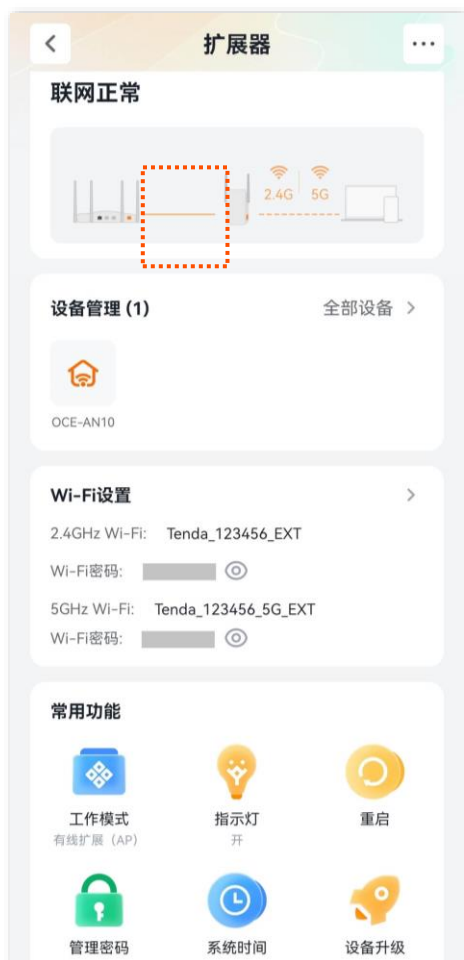 扩展器
联网正常
2.4G 5G
设备管理 (1) 全部设备
OCE-AN10
Wi-Fi设置
2.4GHz Wi-Fi: Tenda_123456_EXT
Wi-Fi密码:
5GHz Wi-Fi: Tenda_123456_5G_EXT
Wi-Fi密码:
常用功能
工作模式 指示灯 重启
有线扩展（AP） 开
管理密码 系统时间 设备升级